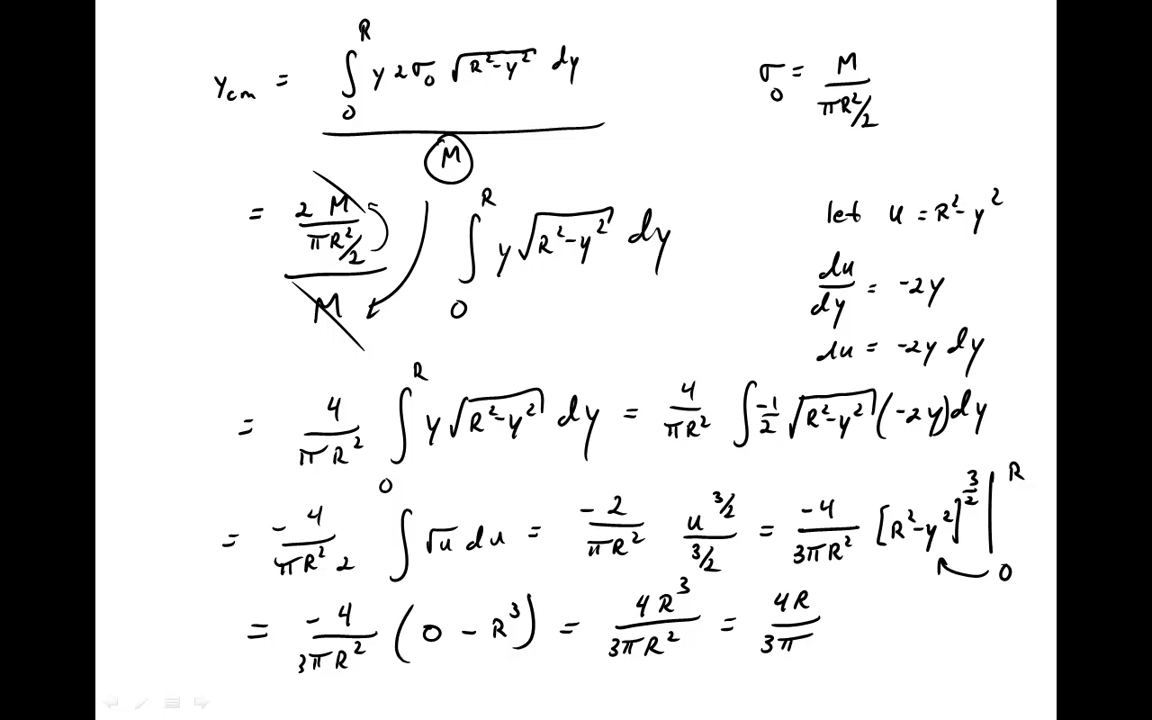 y_cm = ∫_0^R y 2σ_0 √(R²-y²) dy / M
σ_0 = M / (πR²/2)
= (2 M / (πR²/2)) / M ∫_0^R y√(R²-y²) dy
let u = R²-y²
du/dy = -2y
du = -2y dy
= 4/(πR²) ∫_0^R y√(R²-y²) dy = 4/(πR²) ∫ -1/2 √(R²-y²) (-2y) dy
= -4/(πR² 2) ∫ √u du = -2/(πR²) u^(3/2)/(3/2) = -4/(3πR²) [R²-y²]^(3/2) |_0^R
= -4/(3πR²) (0 - R³) = 4R³/(3πR²) = 4R/(3π)